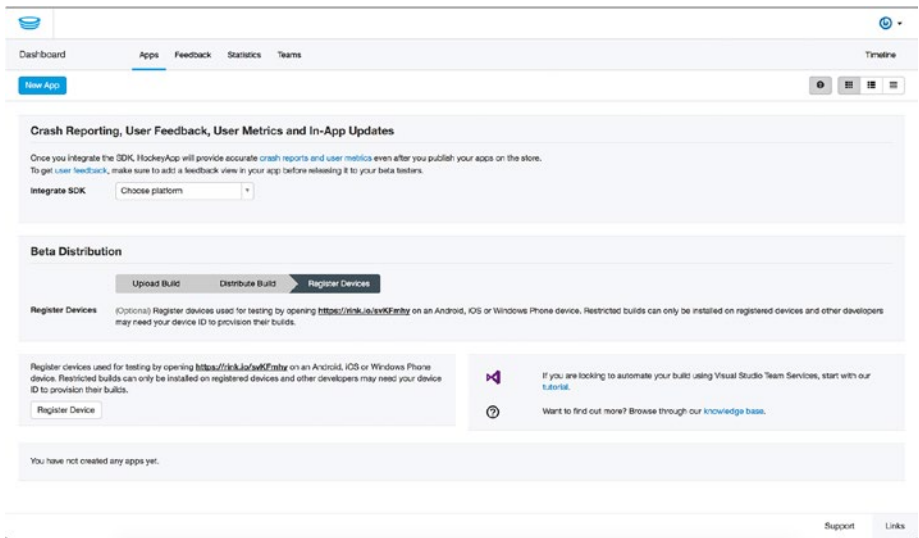 Dashboard Apps Feedback Statistics Teams Timeline
New App
Crash Reporting, User Feedback, User Metrics and In-App Updates
Once you integrate the SDK, HockeyApp will provide accurate crash reports and user metrics even after you publish your apps on the store.
To get user feedback, make sure to add a feedback view in your app before releasing it to your beta testers.
Integrate SDK Choose platform
Beta Distribution
Upload Build Distribute Build Register Devices
Register Devices (Optional) Register devices used for testing by opening https://rink.io/svKFmhy on an Android, iOS or Windows Phone device. Restricted builds can only be installed on registered devices and other developers
may need your device ID to provision their builds.
Register devices used for testing by opening https://rink.io/svKFmhy on an Android, iOS or Windows Phone
device. Restricted builds can only be installed on registered devices and other developers may need your device
ID to provision their builds.
Register Device
If you are looking to automate your build using Visual Studio Team Services, start with our
tutorial.
Want to find out more? Browse through our knowledge base.
You have not created any apps yet.
Support Links